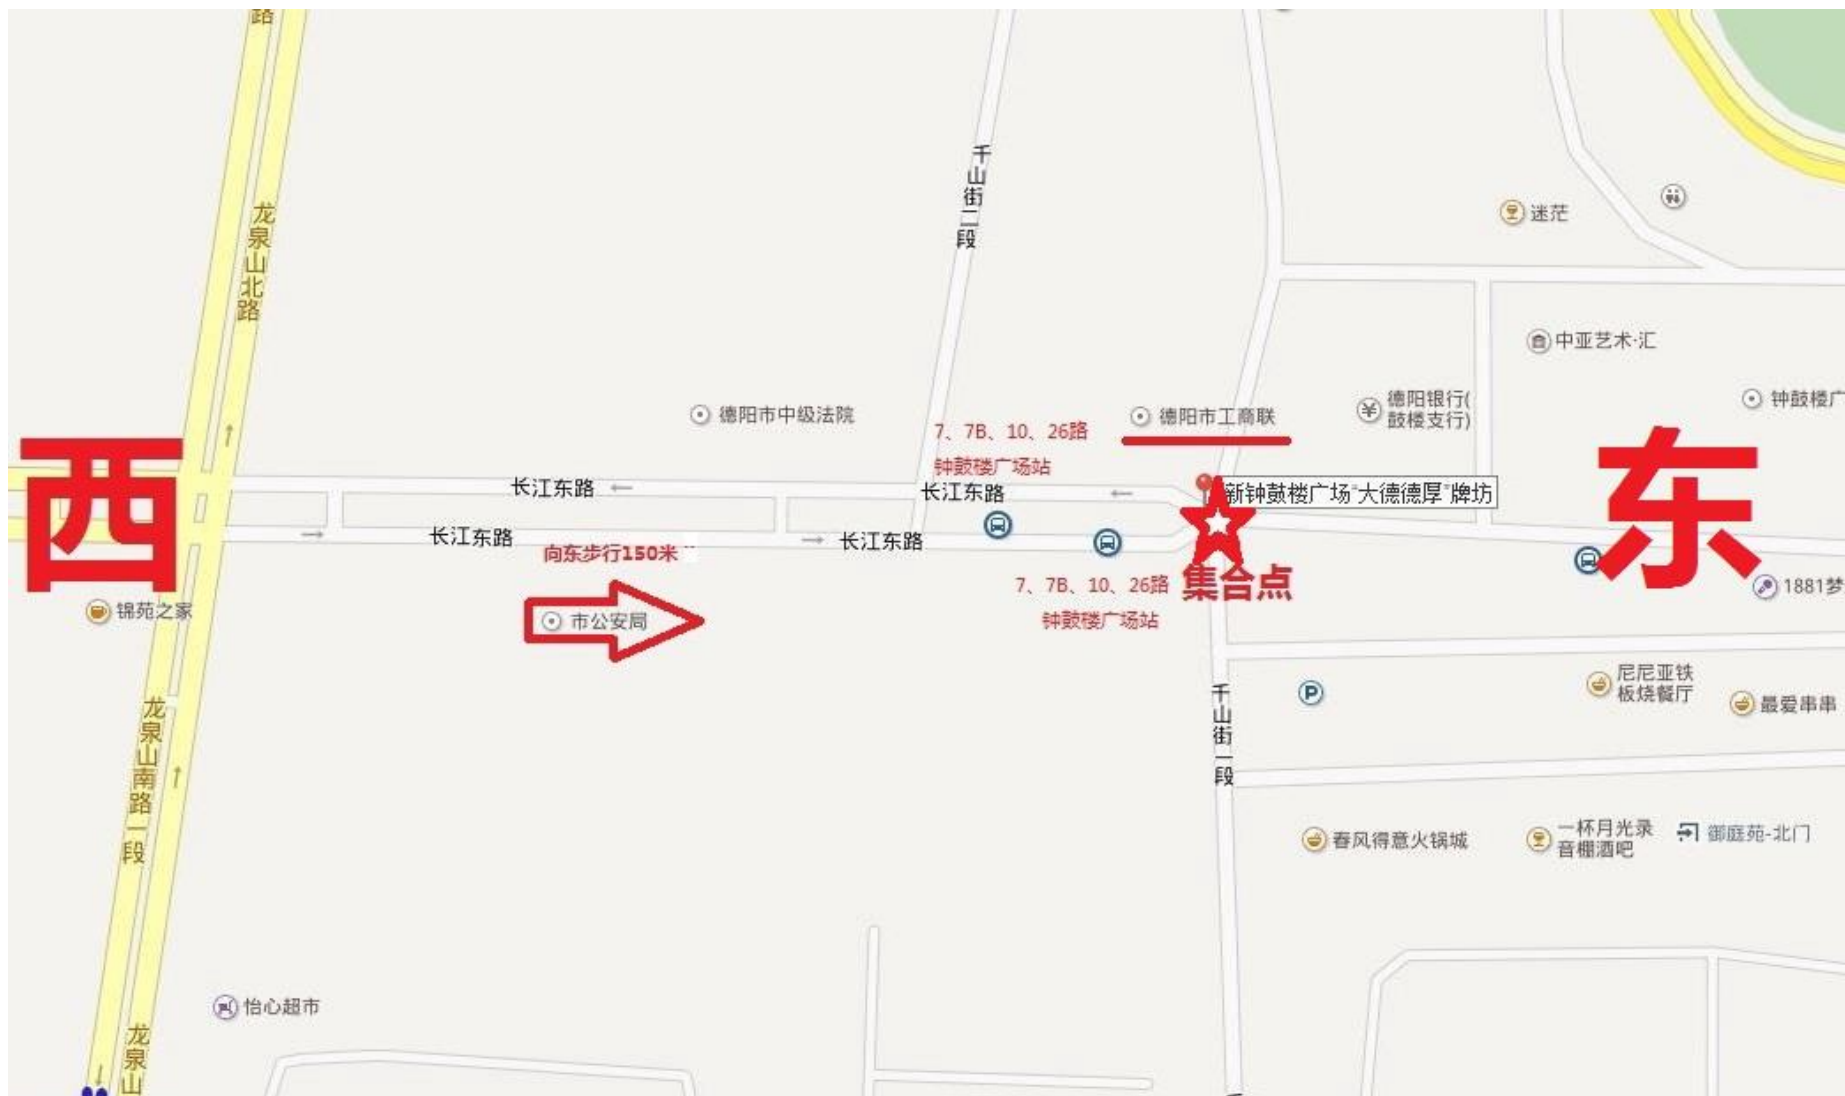 路
千山街二段
龙泉山北路
迷茫
中亚艺术·汇
德阳银行(
鼓楼支行)
钟鼓楼广
德阳市中级法院
德阳市工商联
7、7B、10、26路
钟鼓楼广场站
西
东
长江东路
长江东路
新钟鼓楼广场"大德德厚"牌坊
长江东路
长江东路
向东步行150米
集合点
7、7B、10、26路
钟鼓楼广场站
1881梦
锦苑之家
市公安局
P
尼尼亚铁
板烧餐厅
最爱串串
千山街一段
龙泉山南路一段
春风得意火锅城
一杯月光录
音棚酒吧
御庭苑-北门
怡心超市
龙泉山